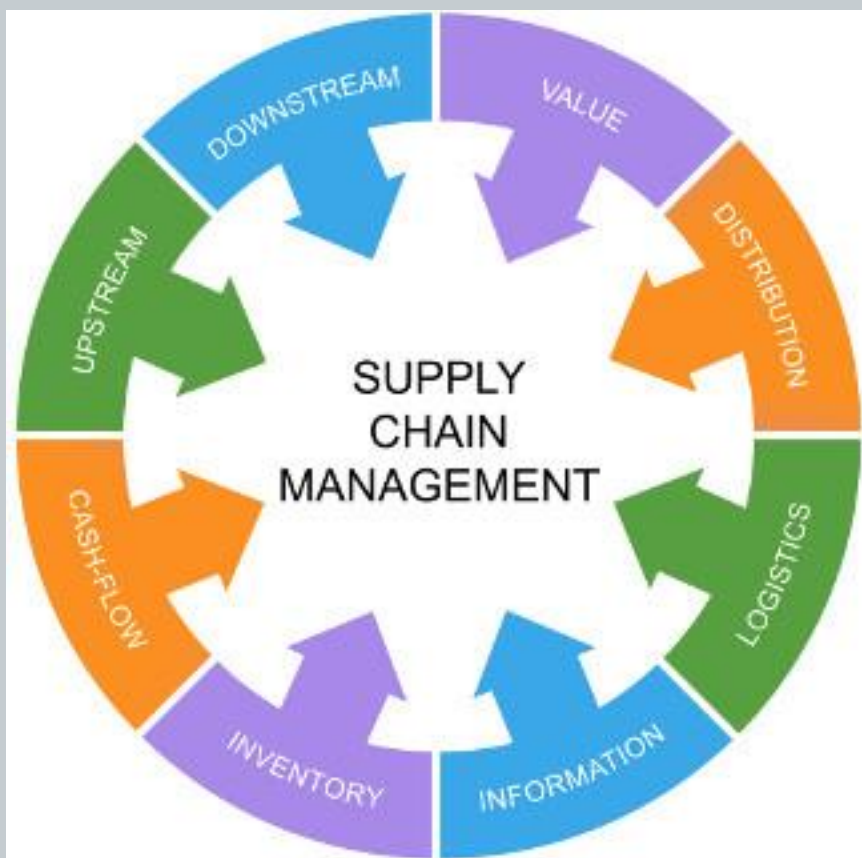 DOWNSTREAM
VALUE
DISTRIBUTION
LOGISTICS
INFORMATION
INVENTORY
CASH-FLOW
UPSTREAM
SUPPLY
CHAIN
MANAGEMENT